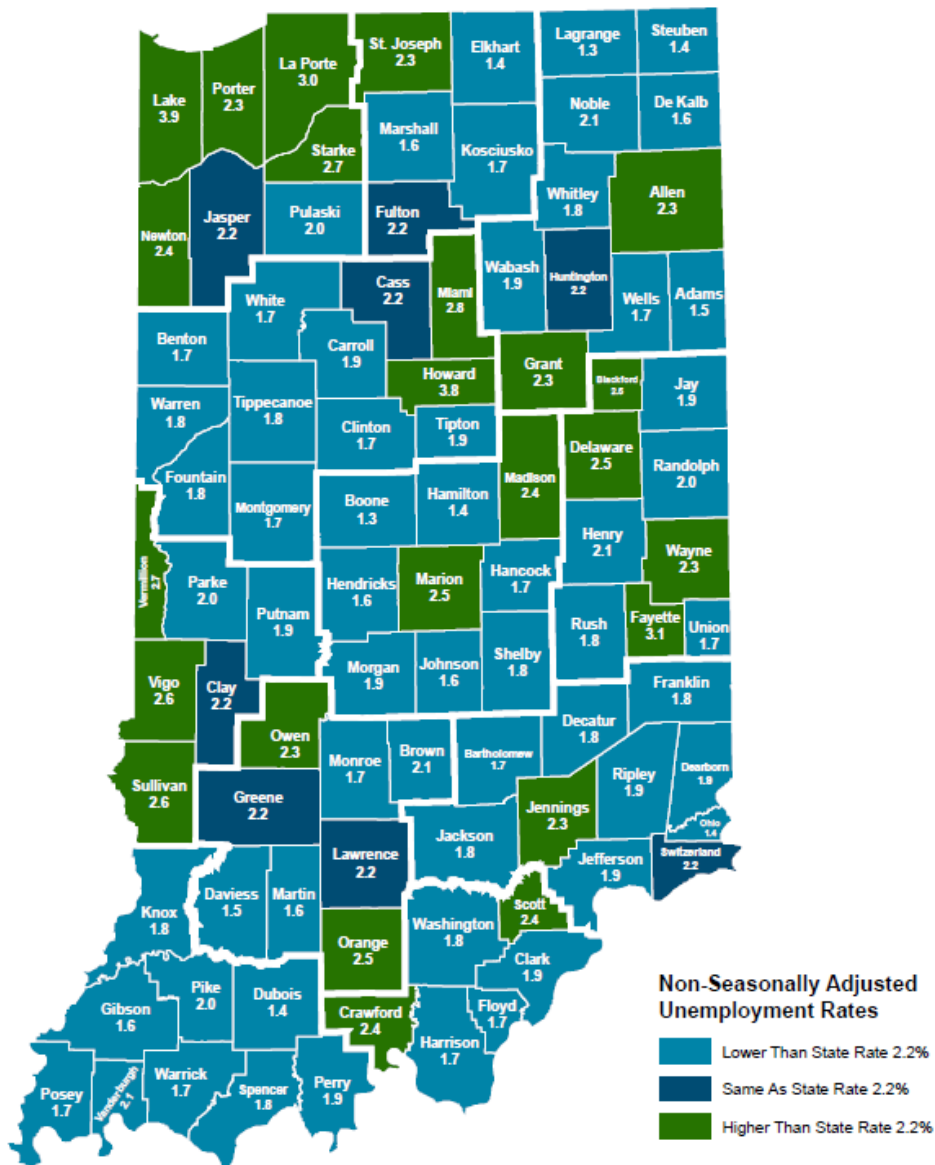 St. Joseph
2.3
Elkhart
1.4
Lagrange
1.3
Steuben
1.4
La Porte
3.0
Porter
2.3
Lake
3.9
Noble
2.1
De Kalb
1.6
Marshall
1.6
Kosciusko
1.7
Starke
2.7
Whitley
1.8
Allen
2.3
Jasper
2.2
Pulaski
2.0
Fulton
2.2
Newton
2.4
Wabash
1.9
Huntington
2.2
Cass
2.2
Miami
2.8
Wells
1.7
Adams
1.5
White
1.7
Benton
1.7
Carroll
1.9
Howard
3.8
Grant
2.3
Blackford
2.6
Jay
1.9
Warren
1.8
Tippecanoe
1.8
Clinton
1.7
Tipton
1.9
Delaware
2.5
Randolph
2.0
Fountain
1.8
Madison
2.4
Boone
1.3
Hamilton
1.4
Montgomery
1.7
Henry
2.1
Wayne
2.3
Vermillion
2.7
Parke
2.0
Putnam
1.9
Hendricks
1.6
Marion
2.5
Hancock
1.7
Rush
1.8
Fayette
3.1
Union
1.7
Vigo
2.6
Clay
2.2
Morgan
1.9
Johnson
1.6
Shelby
1.8
Franklin
1.8
Owen
2.3
Monroe
1.7
Brown
2.1
Bartholomew
1.7
Decatur
1.8
Ripley
1.9
Dearborn
1.9
Sullivan
2.6
Greene
2.2
Jennings
2.3
Ohio
1.4
Jackson
1.8
Lawrence
2.2
Jefferson
1.9
Switzerland
2.2
Knox
1.8
Daviess
1.5
Martin
1.6
Washington
1.8
Scott
2.4
Orange
2.5
Clark
1.9
Pike
2.0
Dubois
1.4
Gibson
1.6
Crawford
2.4
Floyd
1.7
Harrison
1.7
Posey
1.7
Vanderburgh
2.1
Warrick
1.7
Spencer
1.8
Perry
1.9
Non-Seasonally Adjusted
Unemployment Rates
Lower Than State Rate 2.2%
Same As State Rate 2.2%
Higher Than State Rate 2.2%